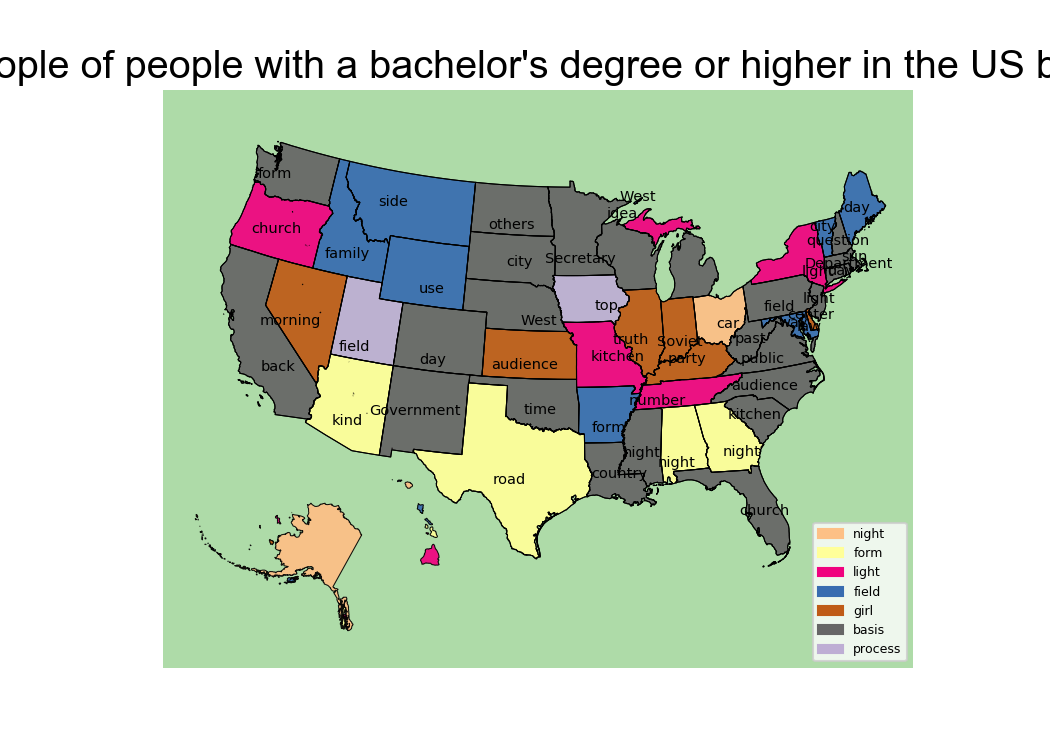 ople of people with a bachelor's degree or higher in the US b
form
side
West
idea
day
church
others
city
question
family
city
Secretary
sun
Department
use
top
light
morning
West
field
center
car
field
truth
Soviet
past
day
kitchen
party
public
back
audience
audience
Government
time
number
kind
kitchen
form
night
night
night
road
country
church
night
form
light
field
girl
basis
process